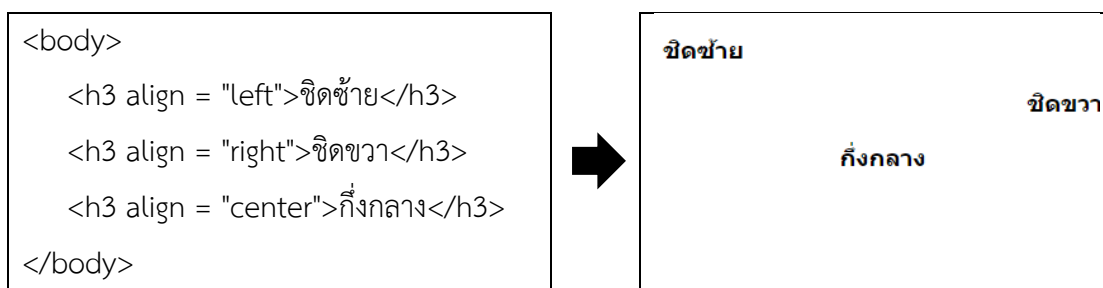 <body>
<h3 align = "left">ชิดซ้าย</h3>
<h3 align = "right">ชิดขวา</h3>
<h3 align = "center">กึ่งกลาง</h3>
</body>
ชิดซ้าย
ชิดขวา
กึ่งกลาง